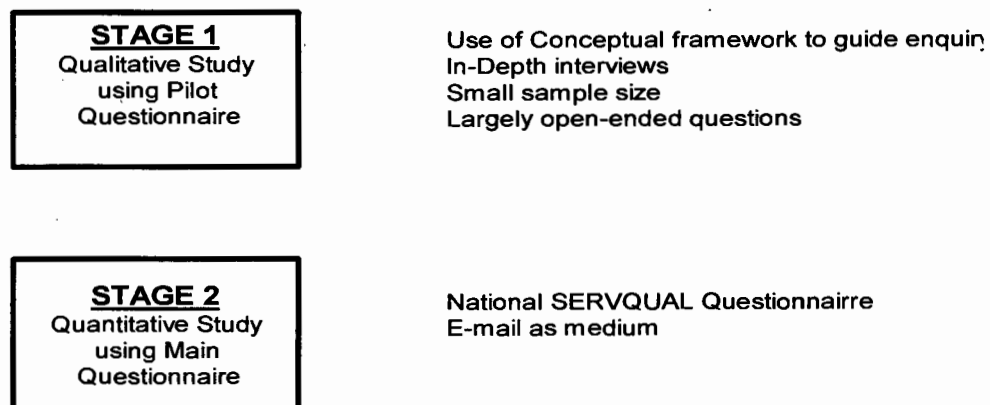 STAGE 1
Qualitative Study
using Pilot
Questionnaire
Use of Conceptual framework to guide enquiry
In-Depth interviews
Small sample size
Largely open-ended questions
STAGE 2
Quantitative Study
using Main
Questionnaire
National SERVQUAL Questionnairre
E-mail as medium